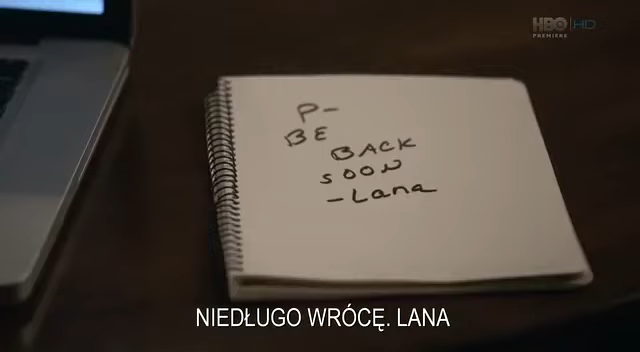 HBO HD
PREMIERE
P-
BE
BACK
SOON
-Lana
NIEDŁUGO WRÓCĘ. LANA